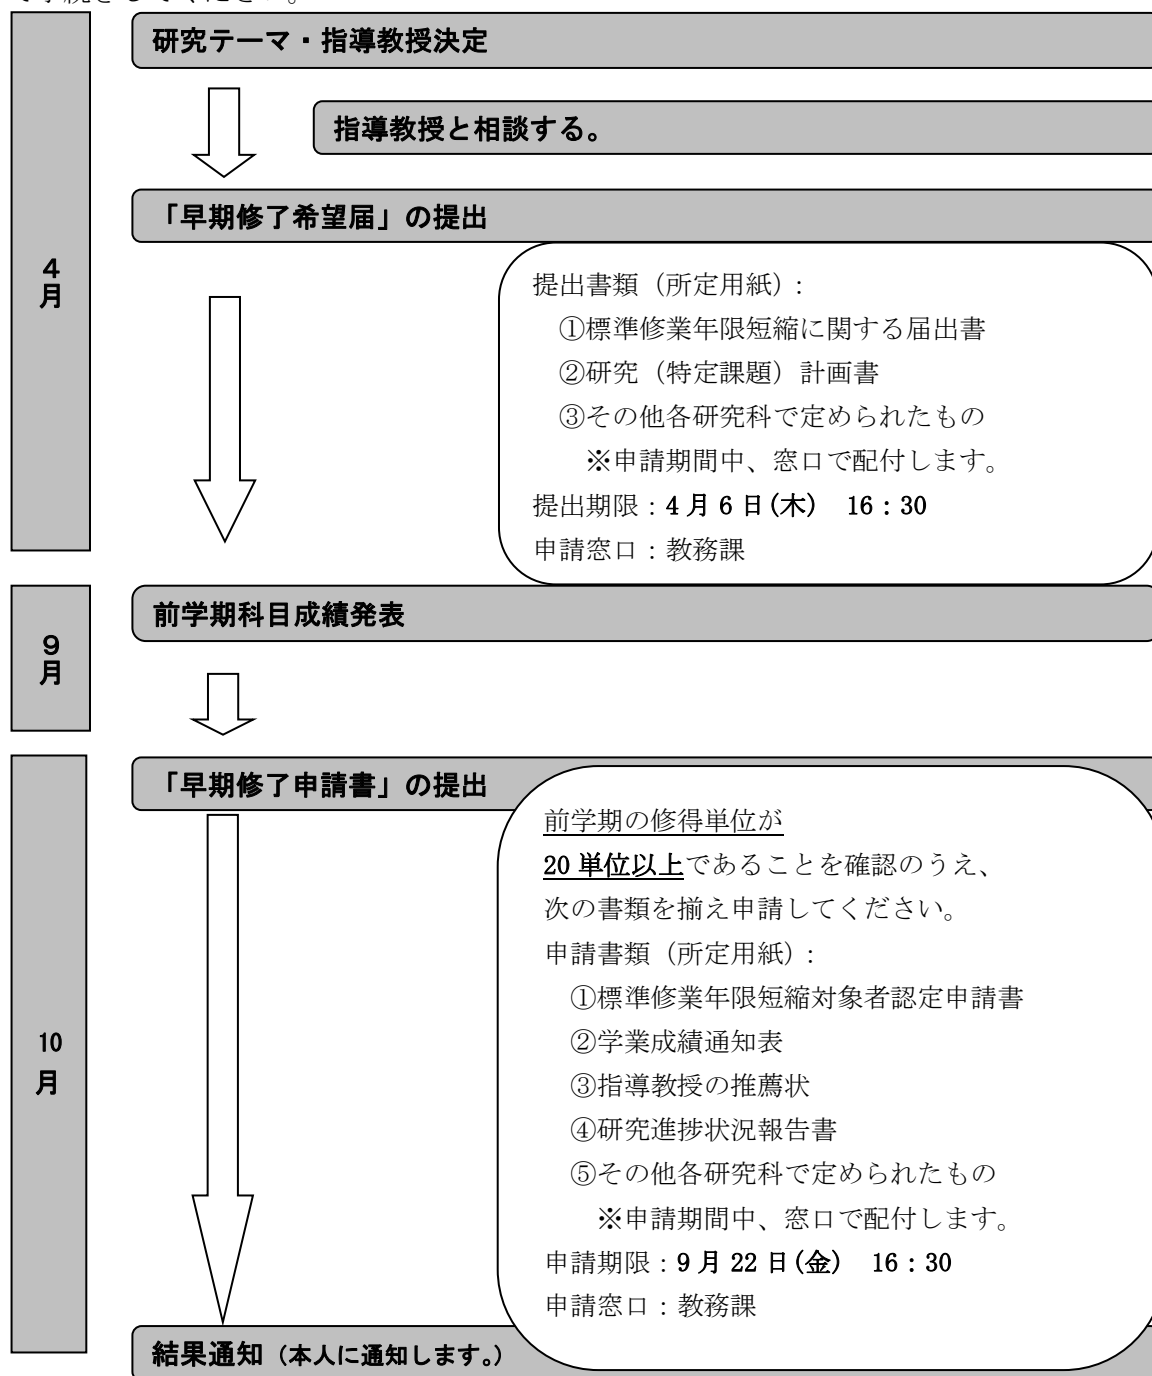 研究テーマ・指導教授決定
指導教授と相談する。
「早期修了希望届」の提出
4月
提出書類（所定用紙）：
①標準修業年限短縮に関する届出書
②研究（特定課題）計画書
③その他各研究科で定められたもの
※申請期間中、窓口で配付します。
提出期限：4月6日(木) 16：30
申請窓口：教務課
9月
前学期科目成績発表
「早期修了申請書」の提出
10月
前学期の修得単位が
20単位以上であることを確認のうえ、
次の書類を揃え申請してください。
申請書類（所定用紙）：
①標準修業年限短縮対象者認定申請書
②学業成績通知表
③指導教授の推薦状
④研究進捗状況報告書
⑤その他各研究科で定められたもの
※申請期間中、窓口で配付します。
申請期限：9月22日(金) 16：30
申請窓口：教務課
結果通知（本人に通知します。）